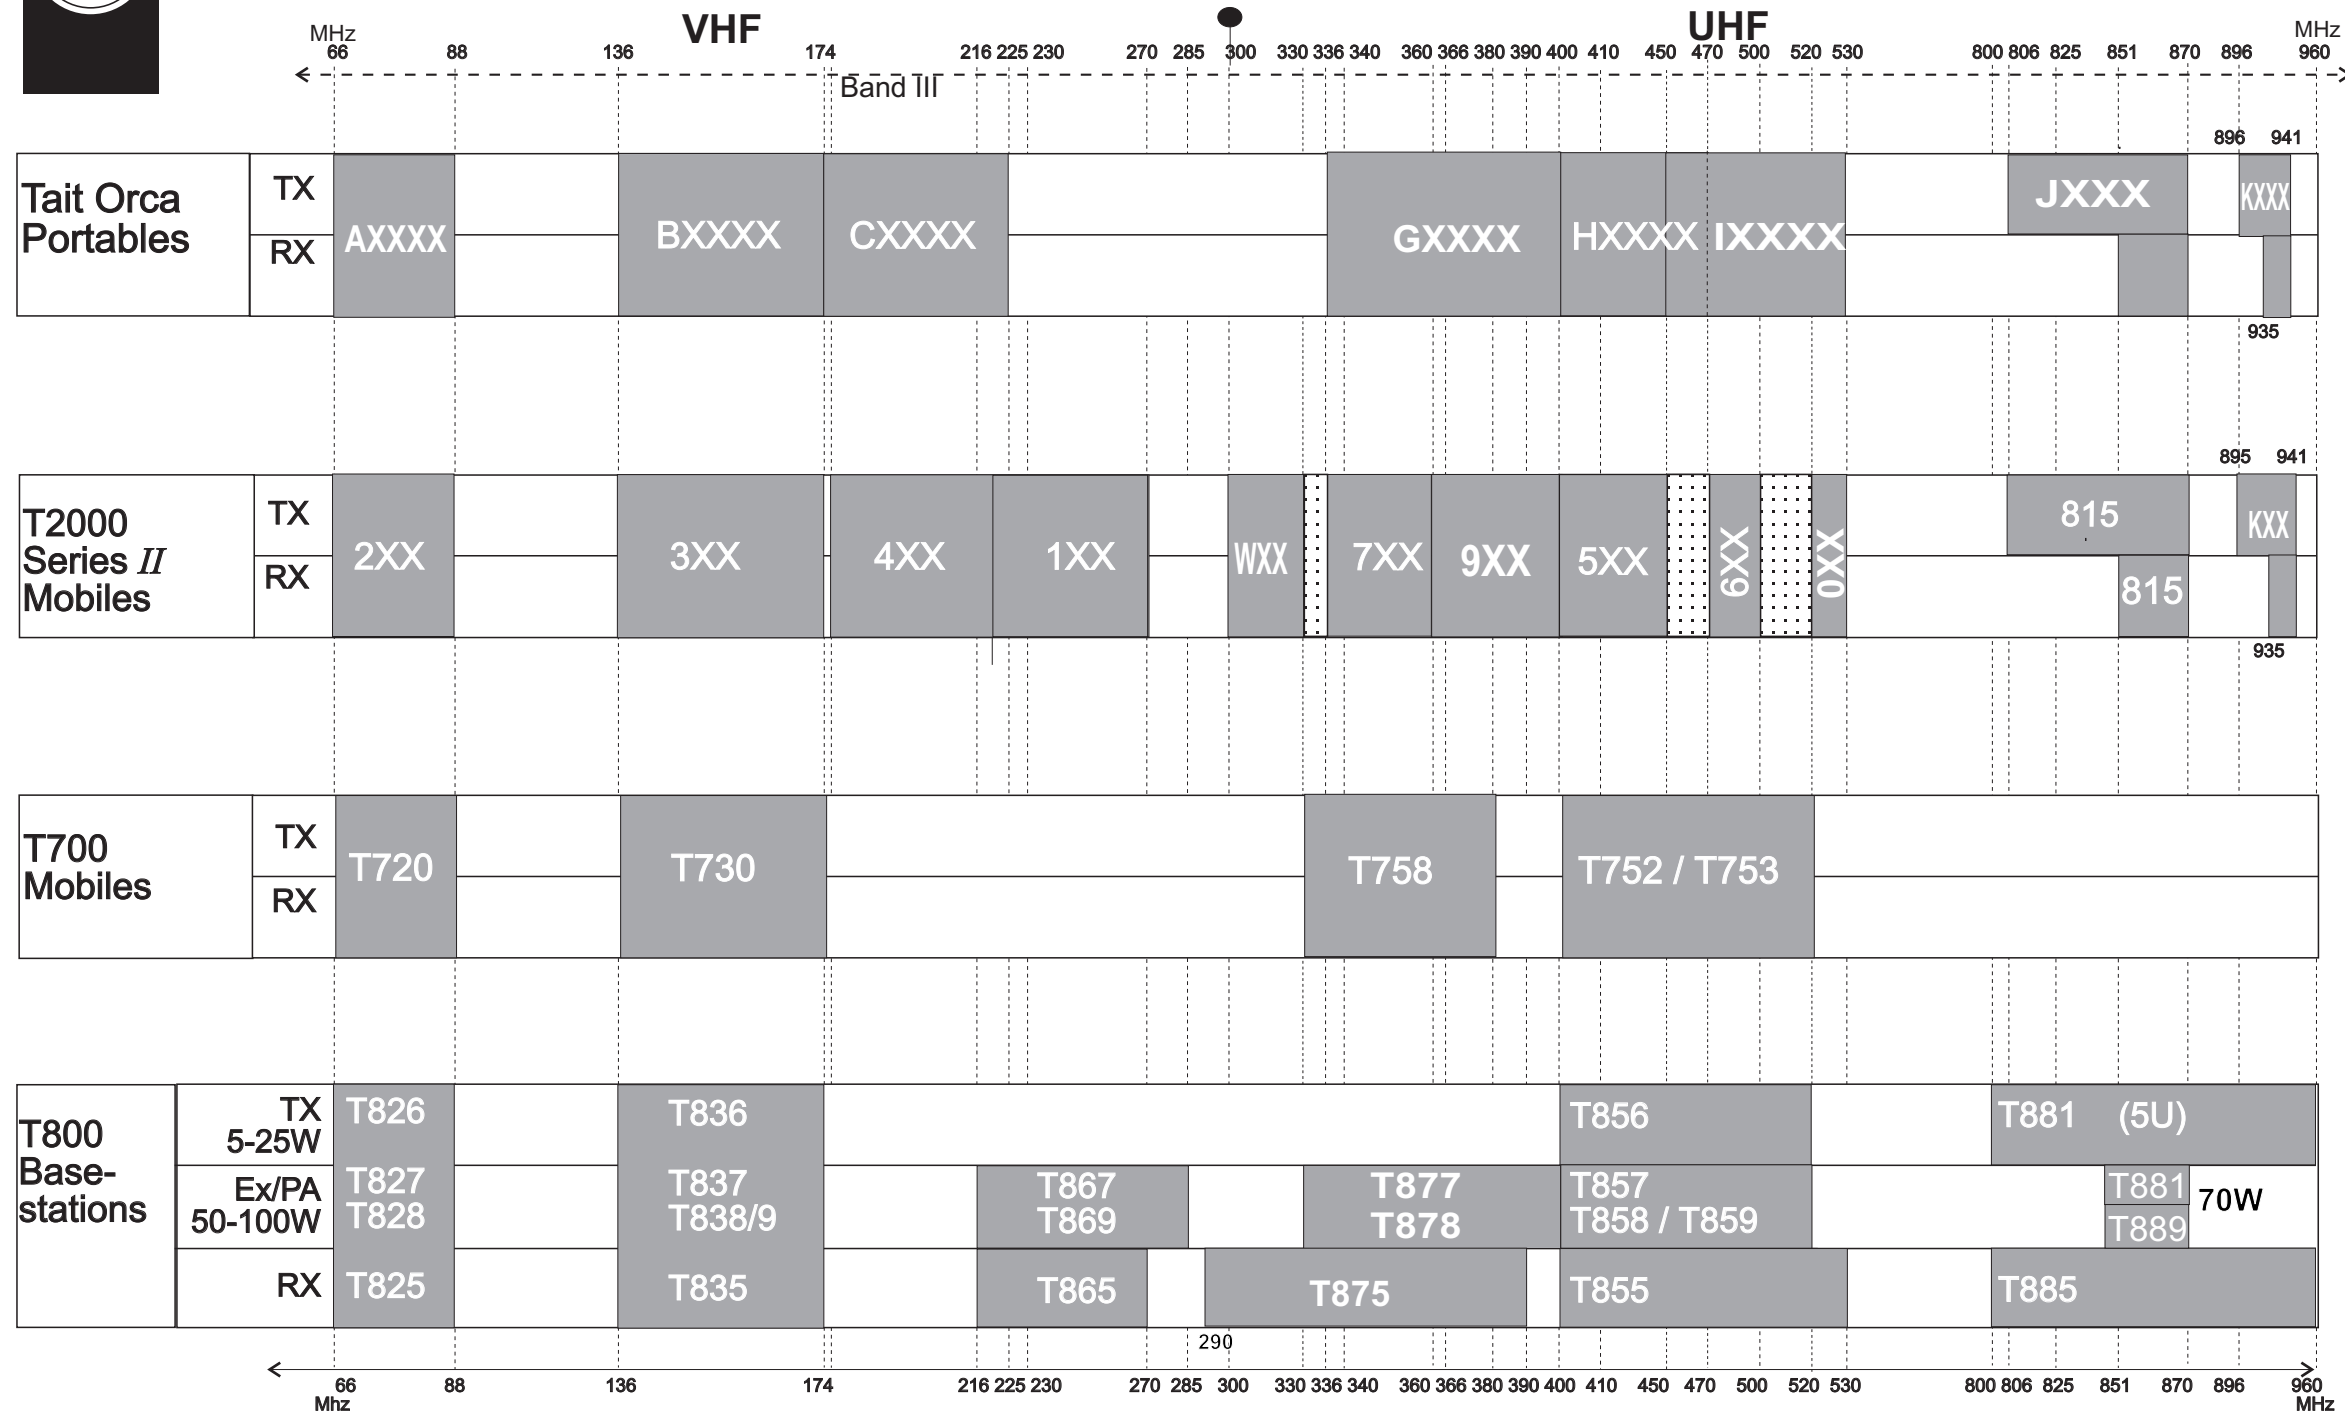 VHF
UHF
MHz
MHz
66 88 136 174 216 225 230 270 285 300 330 336 340 360 366 380 390 400 410 450 470 500 520 530 800 806 825 851 870 896 960
Band III
896 941
Tait Orca
Portables
TX
RX
AXXXX BXXXX CXXXX GXXXX HXXXX IXXXX JXXX KXXX
935
895 941
T2000
Series II
Mobiles
TX
RX
2XX 3XX 4XX 1XX WXX 7XX 9XX 5XX 6XX 0XX 815 KXX
815
935
T700
Mobiles
TX
RX
T720 T730 T758 T752 / T753
T800
Base-
stations
TX
5-25W
T826 T836 T856 T881 (5U)
Ex/PA
50-100W
T827 T837 T867 T877 T857 T881
T828 T838/9 T869 T878 T858 / T859 T889
70W
RX
T825 T835 T865 T875 T855 T885
290
66 88 136 174 216 225 230 270 285 300 330 336 340 360 366 380 390 400 410 450 470 500 520 530 800 806 825 851 870 896 960
Mhz
MHz